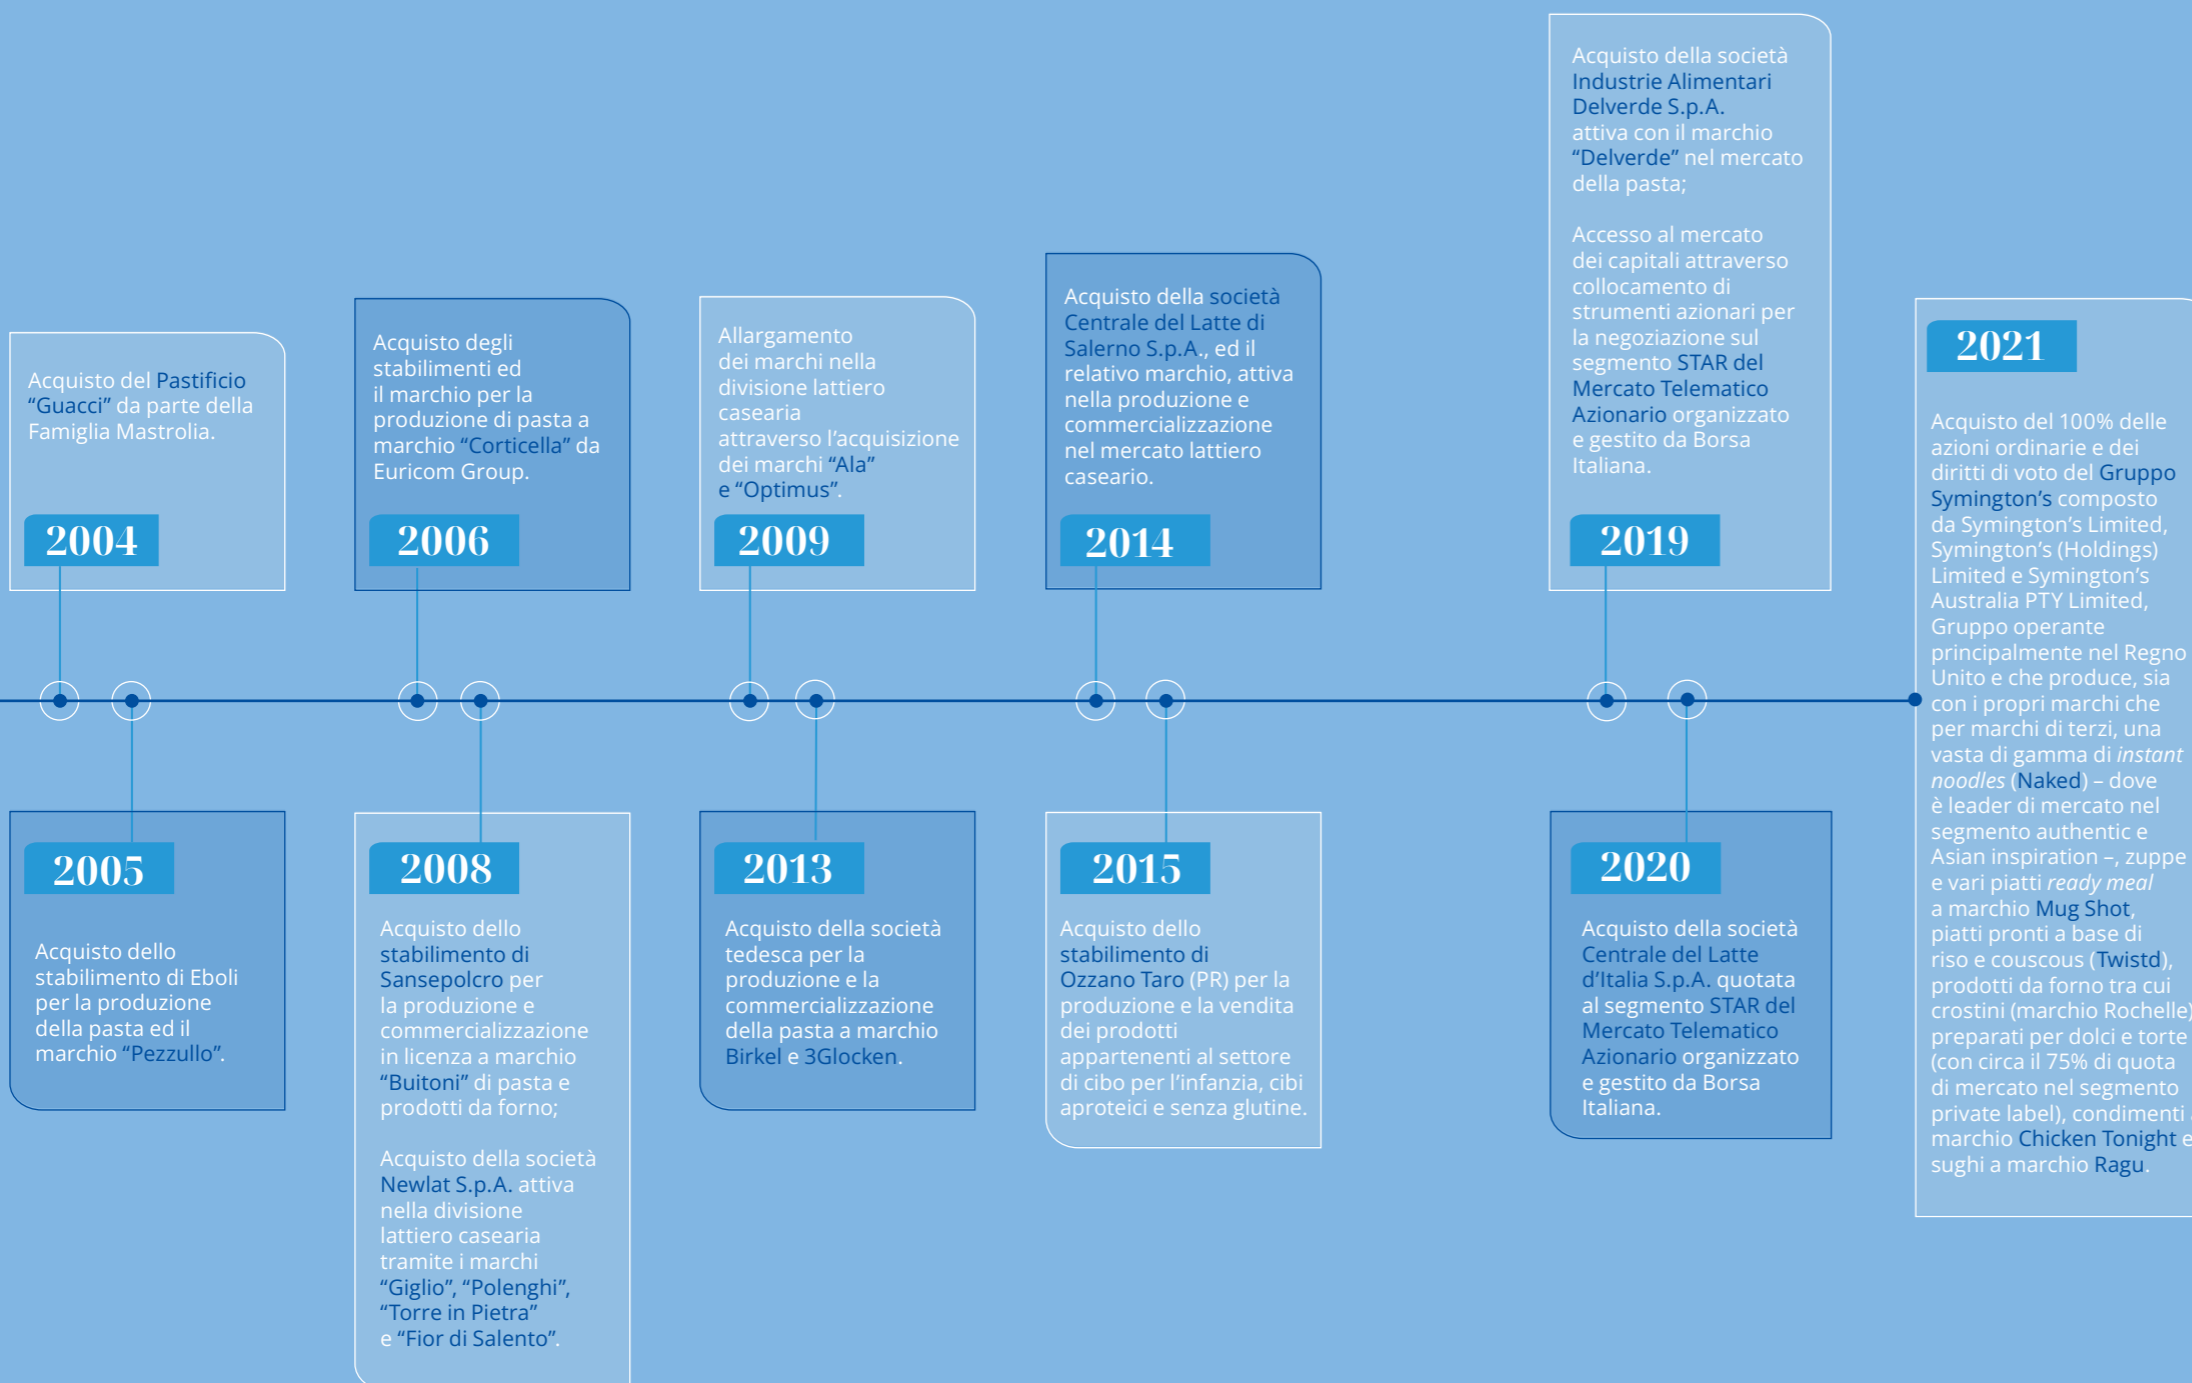 Acquisto del Pastificio
“Guacci” da parte della
Famiglia Mastrolia.
2004
2005
Acquisto dello
stabilimento di Eboli
per la produzione
della pasta ed il
marchio “Pezzullo”.
Acquisto degli
stabilimenti ed
il marchio per la
produzione di pasta a
marchio “Corticella” da
Euricom Group.
2006
2008
Acquisto dello
stabilimento di
Sansepolcro per
la produzione e
commercializzazione
in licenza a marchio
“Buitoni” di pasta e
prodotti da forno;
Acquisto della società
Newlat S.p.A. attiva
nella divisione
lattiero casearia
tramite i marchi
“Giglio”, “Polenghi”,
“Torre in Pietra”
e “Fior di Salento”.
Allargamento
dei marchi nella
divisione lattiero
casearia
attraverso l’acquisizione
dei marchi “Ala”
e “Optimus”.
2009
2013
Acquisto della società
tedesca per la
produzione e la
commercializzazione
della pasta a marchio
Birkel e 3Glocken.
Acquisto della società
Centrale del Latte di
Salerno S.p.A., ed il
relativo marchio, attiva
nella produzione e
commercializzazione
nel mercato lattiero
caseario.
2014
2015
Acquisto dello
stabilimento di
Ozzano Taro (PR) per la
produzione e la vendita
dei prodotti
appartenenti al settore
di cibo per l’infanzia, cibi
aproteici e senza glutine.
Acquisto della società
Industrie Alimentari
Delverde S.p.A.
attiva con il marchio
“Delverde” nel mercato
della pasta;
Accesso al mercato
dei capitali attraverso
collocamento di
strumenti azionari per
la negoziazione sul
segmento STAR del
Mercato Telematico
Azionario organizzato
e gestito da Borsa
Italiana.
2019
2020
Acquisto della società
Centrale del Latte
d’Italia S.p.A. quotata
al segmento STAR del
Mercato Telematico
Azionario organizzato
e gestito da Borsa
Italiana.
2021
Acquisto del 100% delle
azioni ordinarie e dei
diritti di voto del Gruppo
Symington’s composto
da Symington’s Limited,
Symington’s (Holdings)
Limited e Symington’s
Australia PTY Limited,
Gruppo operante
principalmente nel Regno
Unito e che produce, sia
con i propri marchi che
per marchi di terzi, una
vasta di gamma di instant
noodles (Naked) – dove
è leader di mercato nel
segmento authentic e
Asian inspiration –, zuppe
e vari piatti ready meal
a marchio Mug Shot,
piatti pronti a base di
riso e couscous (Twistd),
prodotti da forno tra cui
crostini (marchio Rochelle)
preparati per dolci e torte
(con circa il 75% di quota
di mercato nel segmento
private label), condimenti
marchio Chicken Tonight e
sughi a marchio Ragu.